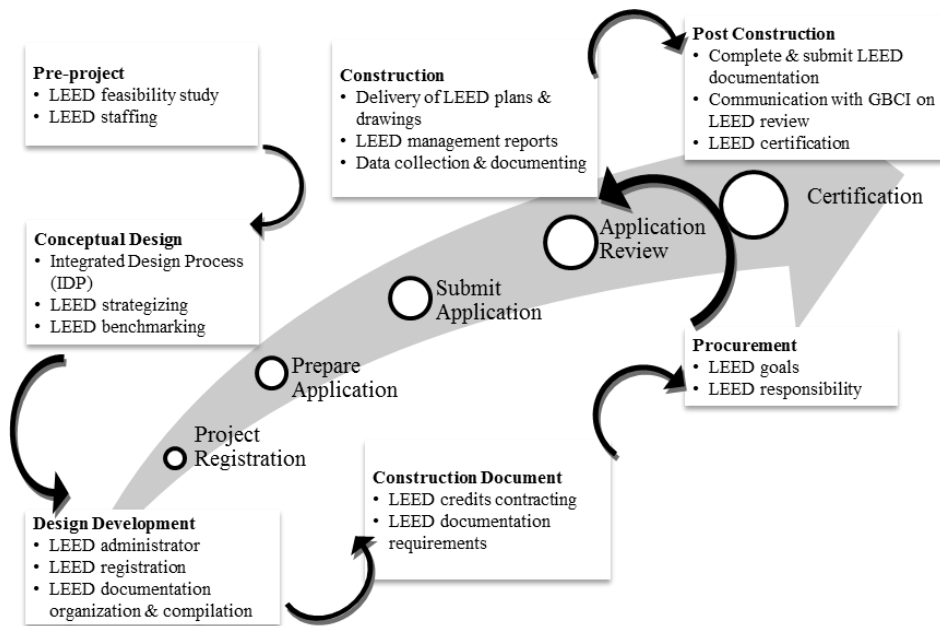 Pre-project
• LEED feasibility study
• LEED staffing
Conceptual Design
• Integrated Design Process
(IDP)
• LEED strategizing
• LEED benchmarking
Design Development
• LEED administrator
• LEED registration
• LEED documentation
organization & compilation
Construction Document
• LEED credits contracting
• LEED documentation
requirements
Procurement
• LEED goals
• LEED responsibility
Construction
• Delivery of LEED plans &
drawings
• LEED management reports
• Data collection & documenting
Post Construction
• Complete & submit LEED
documentation
• Communication with GBCI on
LEED review
• LEED certification
Project
Registration
Prepare
Application
Submit
Application
Application
Review
Certification